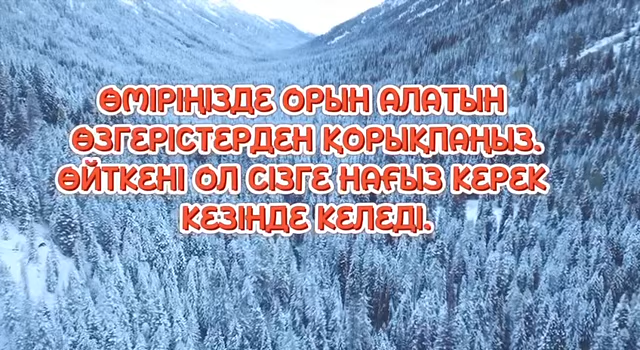 ӨМІРІҢІЗДЕ ОРЫН АЛАТЫН
ӨЗГЕРІСТЕРДЕН ҚОРЫҚПАҢЫЗ.
ӨЙТКЕНІ ОЛ СІЗГЕ НАҒЫЗ КЕРЕК
КЕЗІНДЕ КЕЛЕДІ.